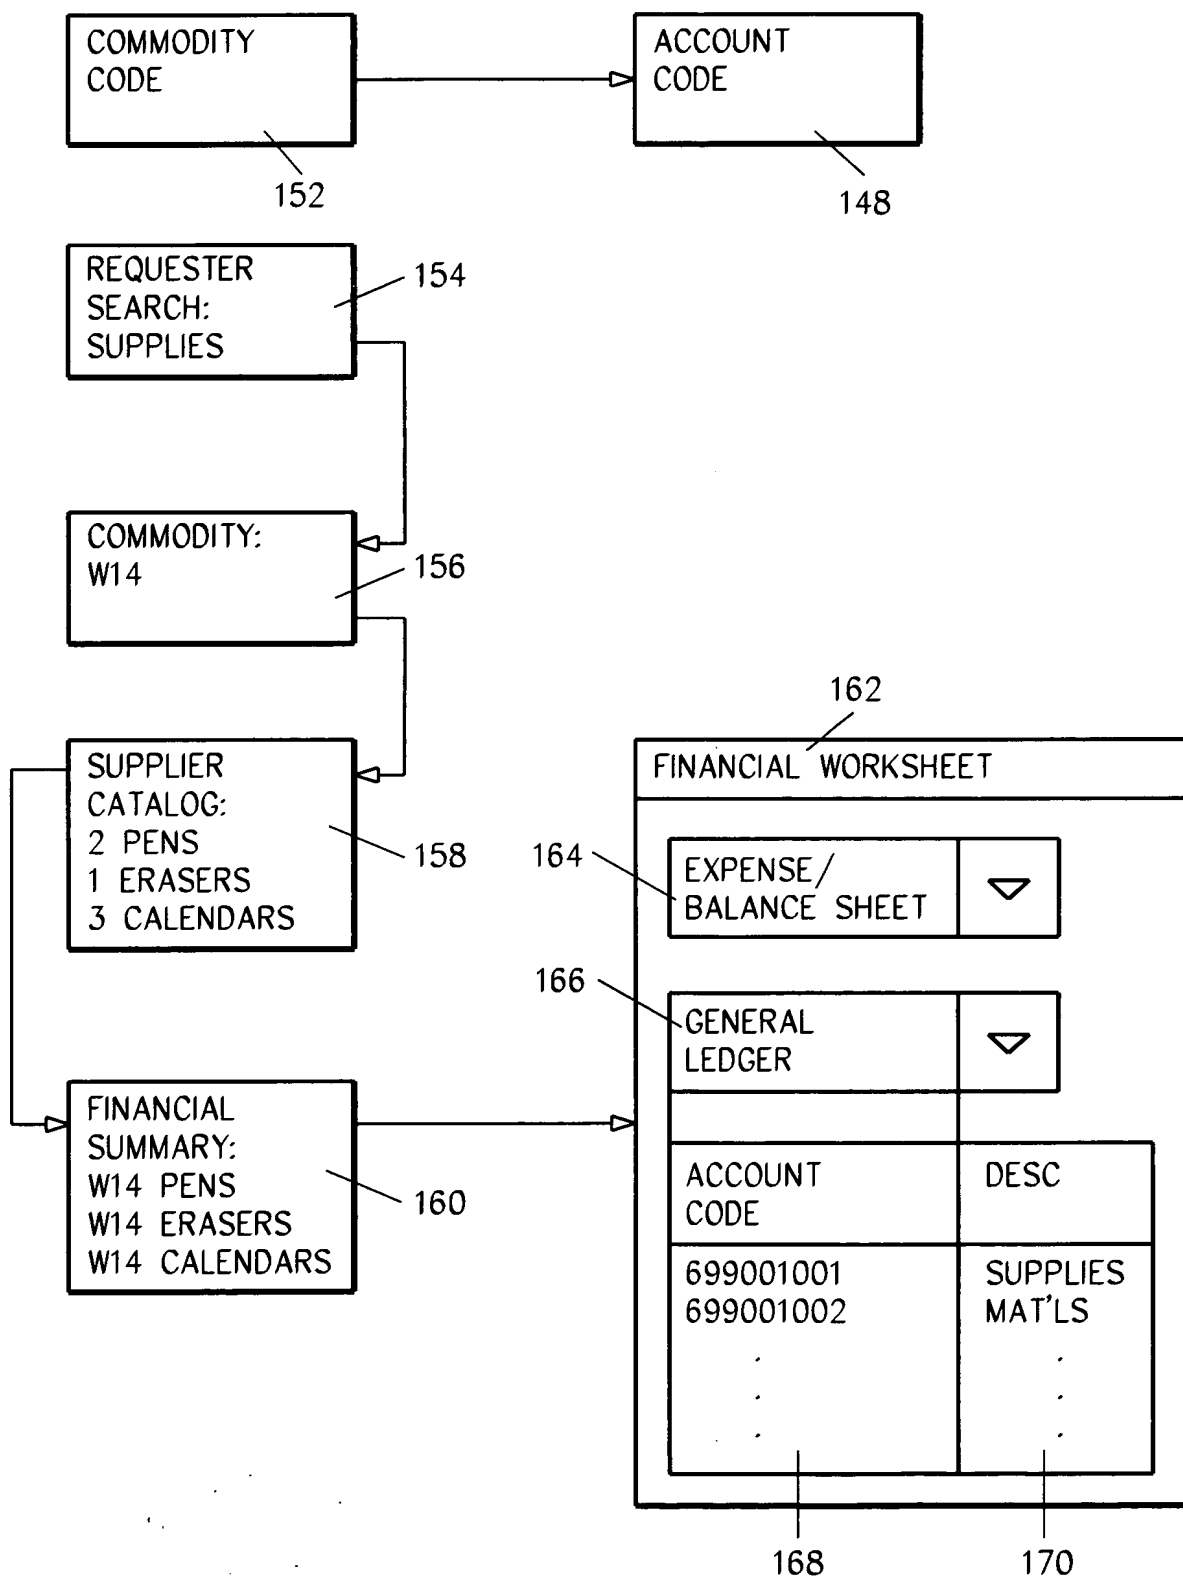 COMMODITY
CODE
152
ACCOUNT
CODE
148
REQUESTER
SEARCH:
SUPPLIES
154
COMMODITY:
W14
156
SUPPLIER
CATALOG:
2 PENS
1 ERASERS
3 CALENDARS
158
FINANCIAL
SUMMARY:
W14 PENS
W14 ERASERS
W14 CALENDARS
160
162
FINANCIAL WORKSHEET
164
EXPENSE/
BALANCE SHEET
166
GENERAL
LEDGER
ACCOUNT
CODE
DESC
699001001 SUPPLIES
699001002 MAT'LS
168
170